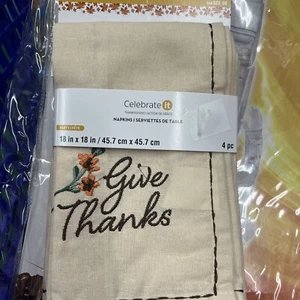 Celebrate it
NAPKINS | SERVIETTES DE TABLE
18 in x 18 in / 45.7 cm x 45.7 cm
4 pc
Give
Thanks